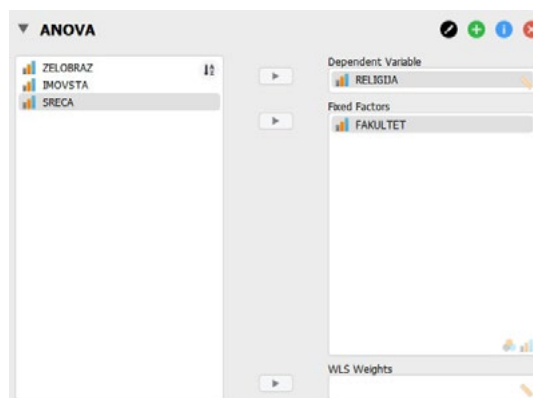 ANOVA
ZELOBRAZ
IMOVSTA
SRECA
Dependent Variable
RELIGIJA
Fixed Factors
FAKULTET
WLS Weights